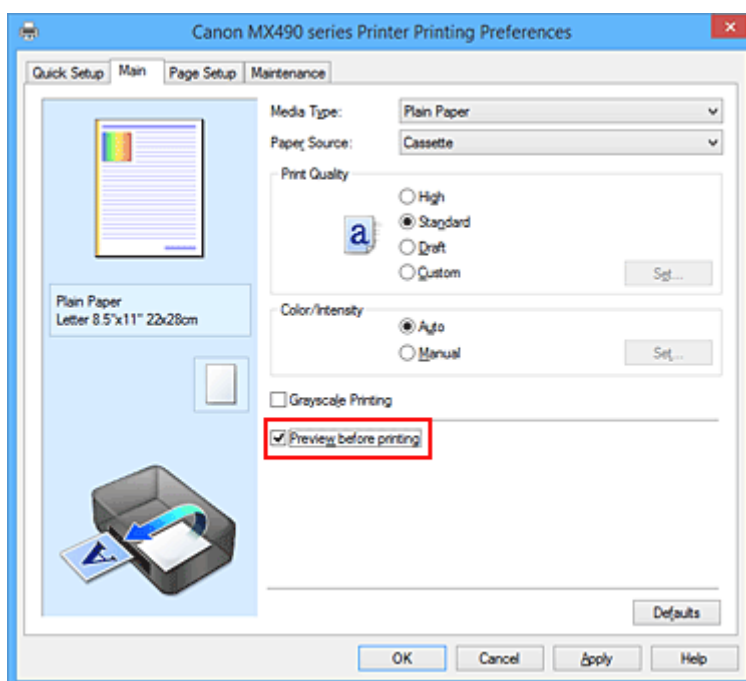 Canon MX490 series Printer Printing Preferences
Quick Setup Main Page Setup Maintenance
Media Type: Plain Paper
Paper Source: Cassette
Print Quality
High
a Standard
Draft
Custom Set...
Plain Paper
Letter 8.5"x11" 22x28cm
Color/Intensity
Auto
Manual Set...
Grayscale Printing
Preview before printing
A
Defaults
OK Cancel Apply Help